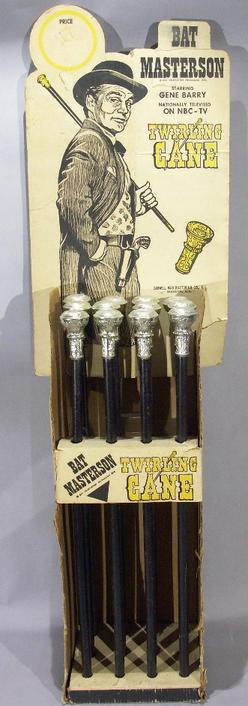 PRICE
BAT
MASTERSON
STARRING
GENE BARRY
NATIONALLY TELEVISED
ON NBC-TV
TWIRLING
CANE
BAT
MASTERSON
TWIRLING
CANE